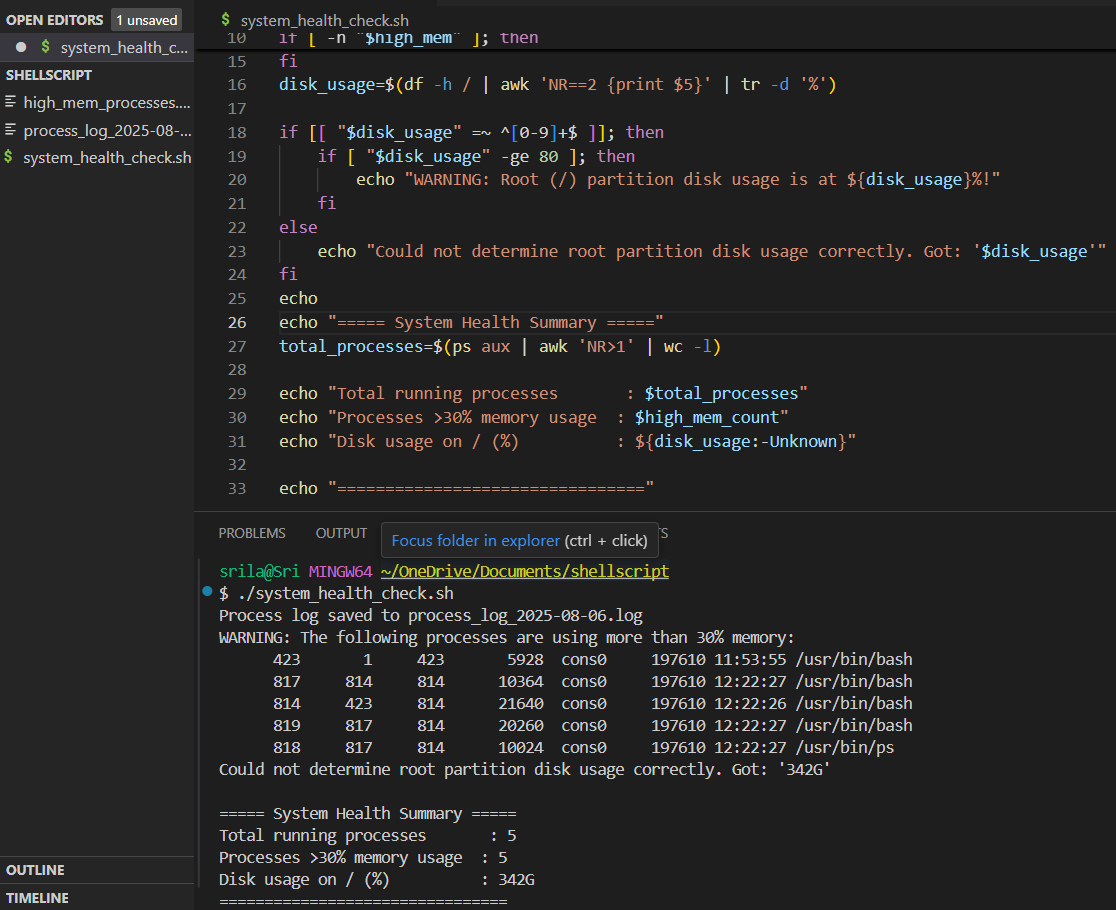 OPEN EDITORS 1 unsaved
$ system_health_c...
SHELLSCRIPT
high_mem_processes....
process_log_2025-08-...
$ system_health_check.sh
OUTLINE
TIMELINE
$ system_health_check.sh
10 if [ -n "$high_mem" ]; then
15 fi
16 disk_usage=$(df -h / | awk 'NR==2 {print $5}' | tr -d '%')
17
18 if [[ "$disk_usage" =~ ^[0-9]+$ ]]; then
19 if [ "$disk_usage" -ge 80 ]; then
20 echo "WARNING: Root (/) partition disk usage is at ${disk_usage}%!"
21 fi
22 else
23 echo "Could not determine root partition disk usage correctly. Got: '$disk_usage'"
24 fi
25 echo
26 echo "===== System Health Summary ====="
27 total_processes=$(ps aux | awk 'NR>1' | wc -l)
28
29 echo "Total running processes       : $total_processes"
30 echo "Processes >30% memory usage  : $high_mem_count"
31 echo "Disk usage on / (%)          : ${disk_usage:-Unknown}"
32
33 echo "================================"
PROBLEMS OUTPUT TS
Focus folder in explorer (ctrl + click)
srila@Sri MINGW64 ~/OneDrive/Documents/shellscript
$ ./system_health_check.sh
Process log saved to process_log_2025-08-06.log
WARNING: The following processes are using more than 30% memory:
423 1 423 5928 cons0 197610 11:53:55 /usr/bin/bash
817 814 814 10364 cons0 197610 12:22:27 /usr/bin/bash
814 423 814 21640 cons0 197610 12:22:26 /usr/bin/bash
819 817 814 20260 cons0 197610 12:22:27 /usr/bin/bash
818 817 814 10024 cons0 197610 12:22:27 /usr/bin/ps
Could not determine root partition disk usage correctly. Got: '342G'
===== System Health Summary =====
Total running processes       : 5
Processes >30% memory usage  : 5
Disk usage on / (%)          : 342G
================================